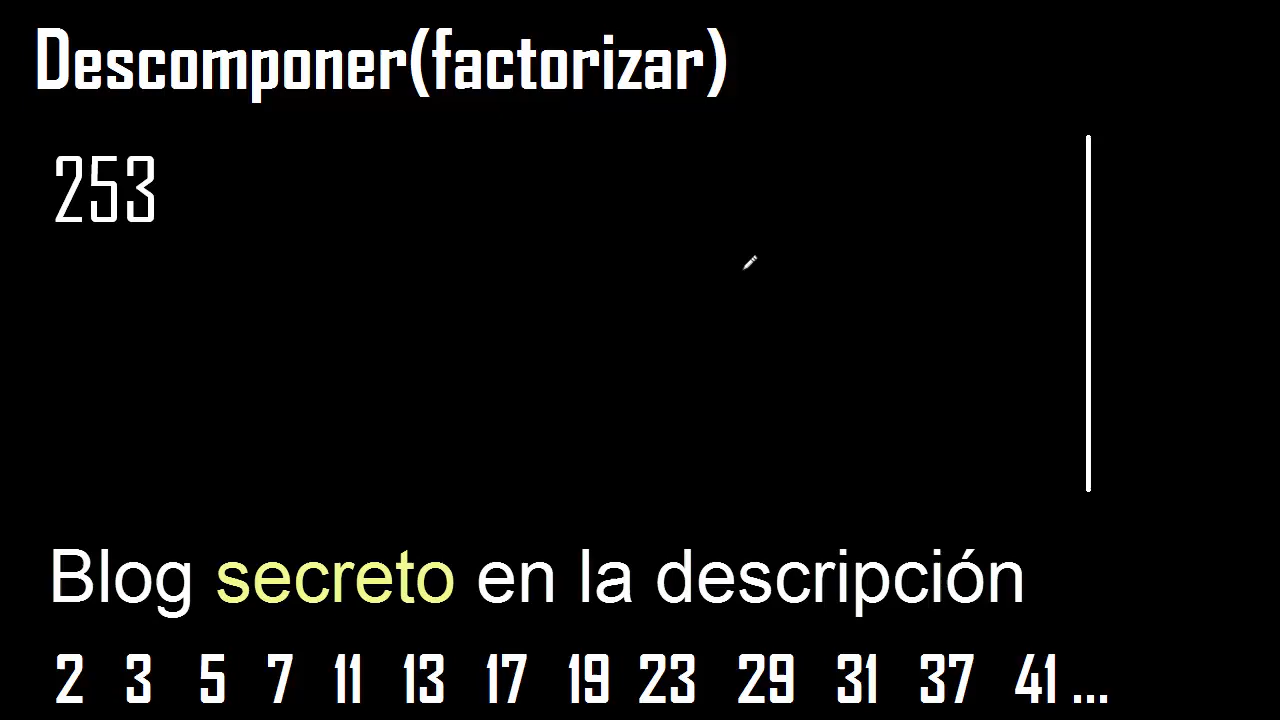 Descomponer(factorizar)
253
Blog secreto en la descripción
2 3 5 7 11 13 17 19 23 29 31 37 41 ...